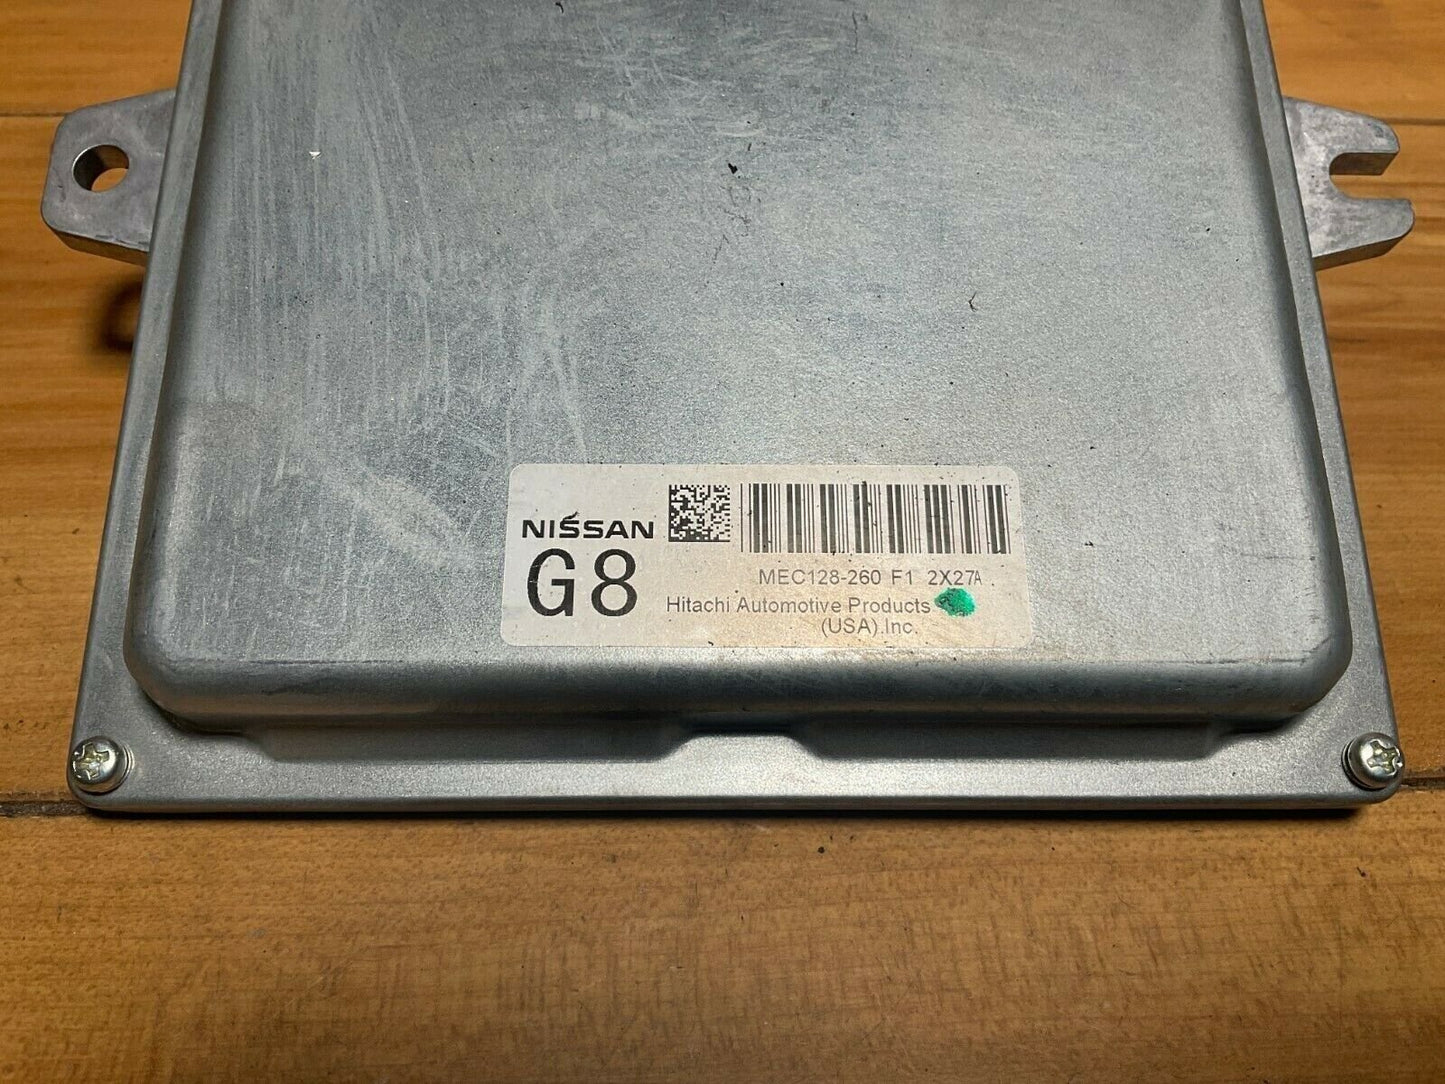 NISSAN
G8
MEC128-260 F1 2X27A
Hitachi Automotive Products
(USA).Inc.